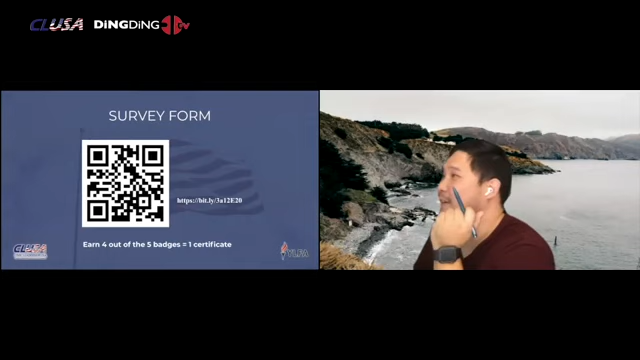 CLUSA DiNGDiNG TV
SURVEY FORM
https://bit.ly/3a12E20
Earn 4 out of the 5 badges = 1 certificate
CLUSA
YLFA